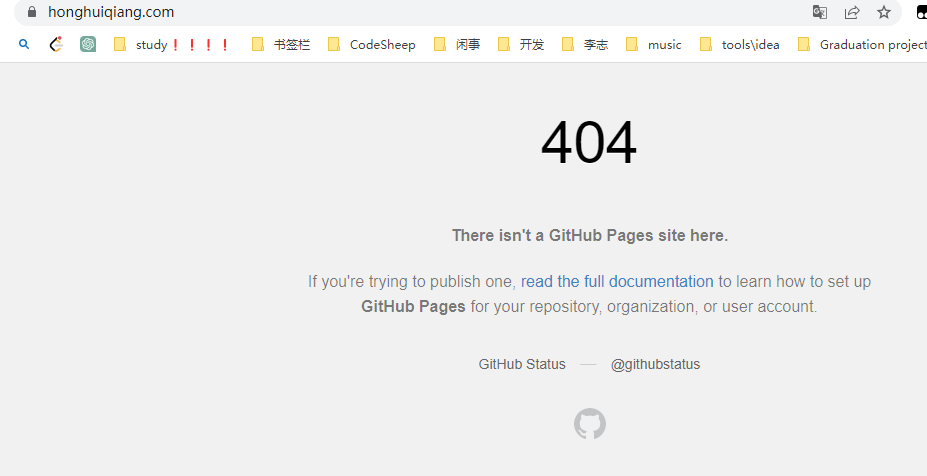 honghuiqiang.com
study❗❗❗❗ 书签栏 CodeSheep 闲事 开发 李志 music tools\idea Graduation project
404
There isn't a GitHub Pages site here.
If you're trying to publish one, read the full documentation to learn how to set up
GitHub Pages for your repository, organization, or user account.
GitHub Status — @githubstatus